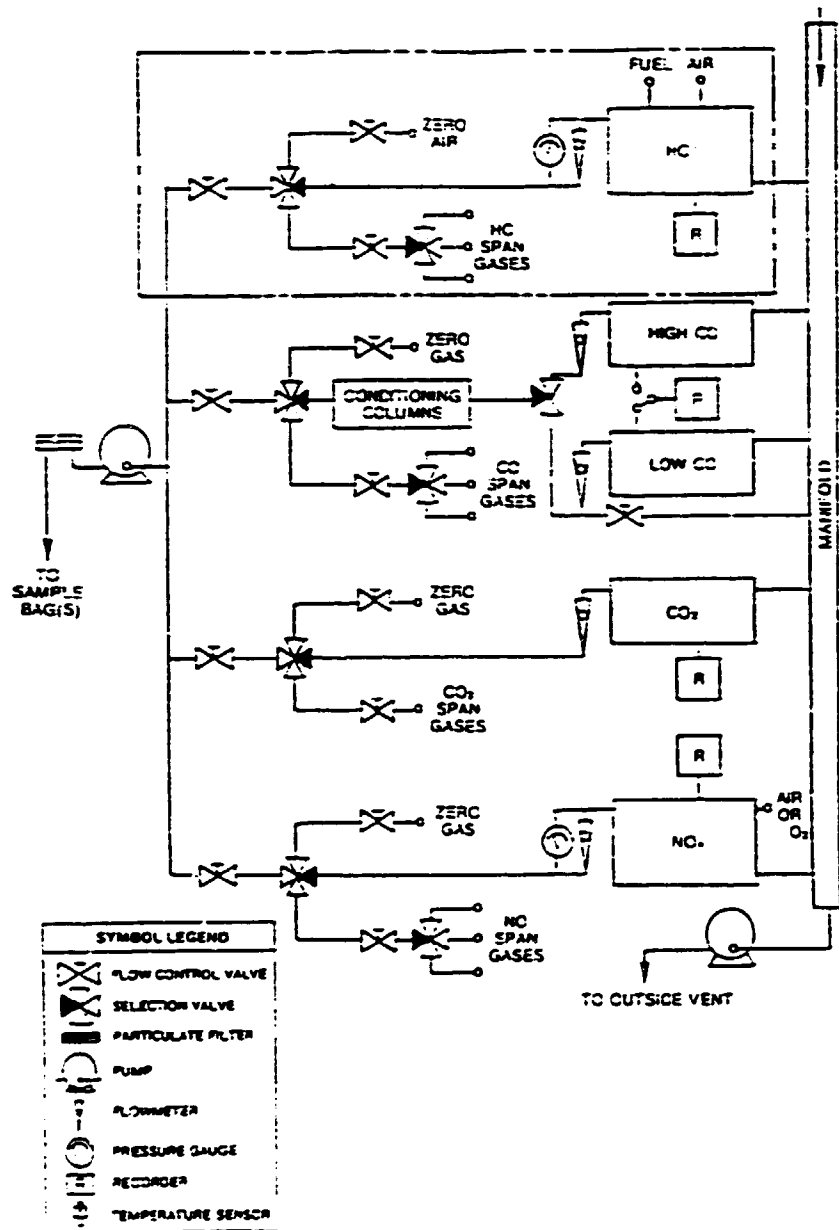 FUEL AIR
ZERO
AIR
HC
R
HC
SPAN
GASES
ZERO
GAS
HIGH CO
CONDITIONING
COLUMNS
R
LOW CO
CO
SPAN
GASES
MANIFOLD
TO
SAMPLE
BAG(S)
ZERO
GAS
CO₂
R
CO₂
SPAN
GASES
R
ZERO
GAS
AIR
OR
O₂
NOₓ
NO
SPAN
GASES
TO OUTSIDE VENT
SYMBOL LEGEND
FLOW CONTROL VALVE
SELECTION VALVE
PARTICULATE FILTER
PUMP
FLOWMETER
PRESSURE GAUGE
RECORDER
TEMPERATURE SENSOR